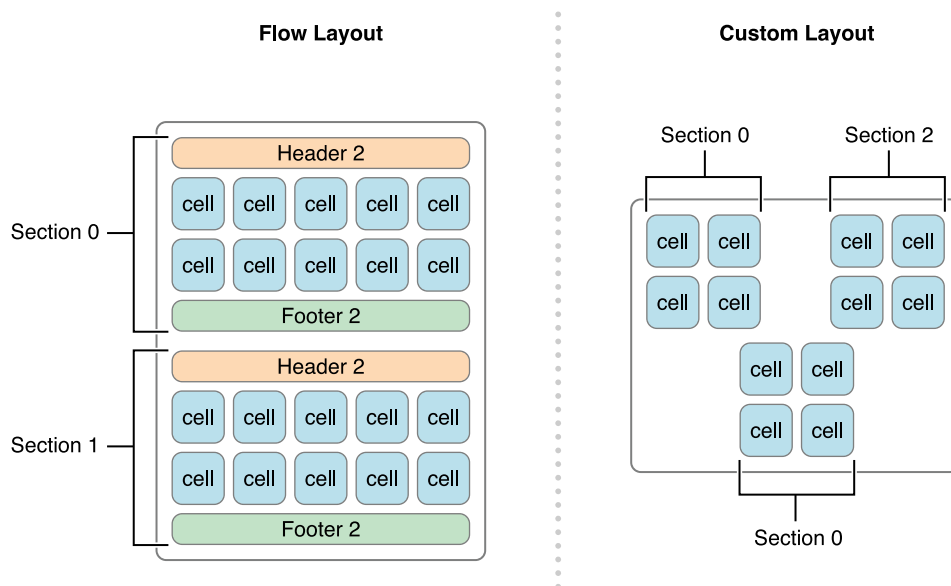 Flow Layout
Header 2
cell cell cell cell cell
Section 0
cell cell cell cell cell
Footer 2
Header 2
cell cell cell cell cell
Section 1
cell cell cell cell cell
Footer 2
Custom Layout
Section 0 Section 2
cell cell cell cell
cell cell cell cell
cell cell
cell cell
Section 0